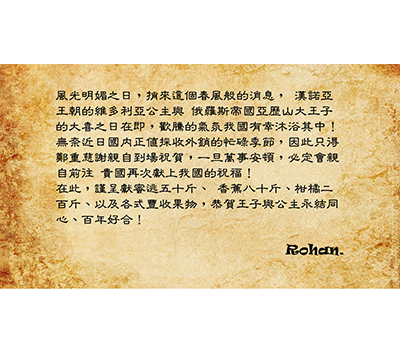 風光明媚之日，捎來這個春風般的消息， 漢諾亞
王朝的維多利亞公主與 俄羅斯帝國亞歷山大王子
的大喜之日在即，歡騰的氣氛我國有幸沐浴其中！
無奈近日國內正值採收外銷的忙碌季節，因此只得
鄭重懇謝親自到場祝賀，一旦萬事安頓，必定會親
自前往 貴國再次獻上我國的祝福！
在此，謹呈獻蜜逃五十斤、 香蕉八十斤、柑橘二
百斤、以及各式豐收果物，恭賀王子與公主永結同
心、百年好合！
Rohan.